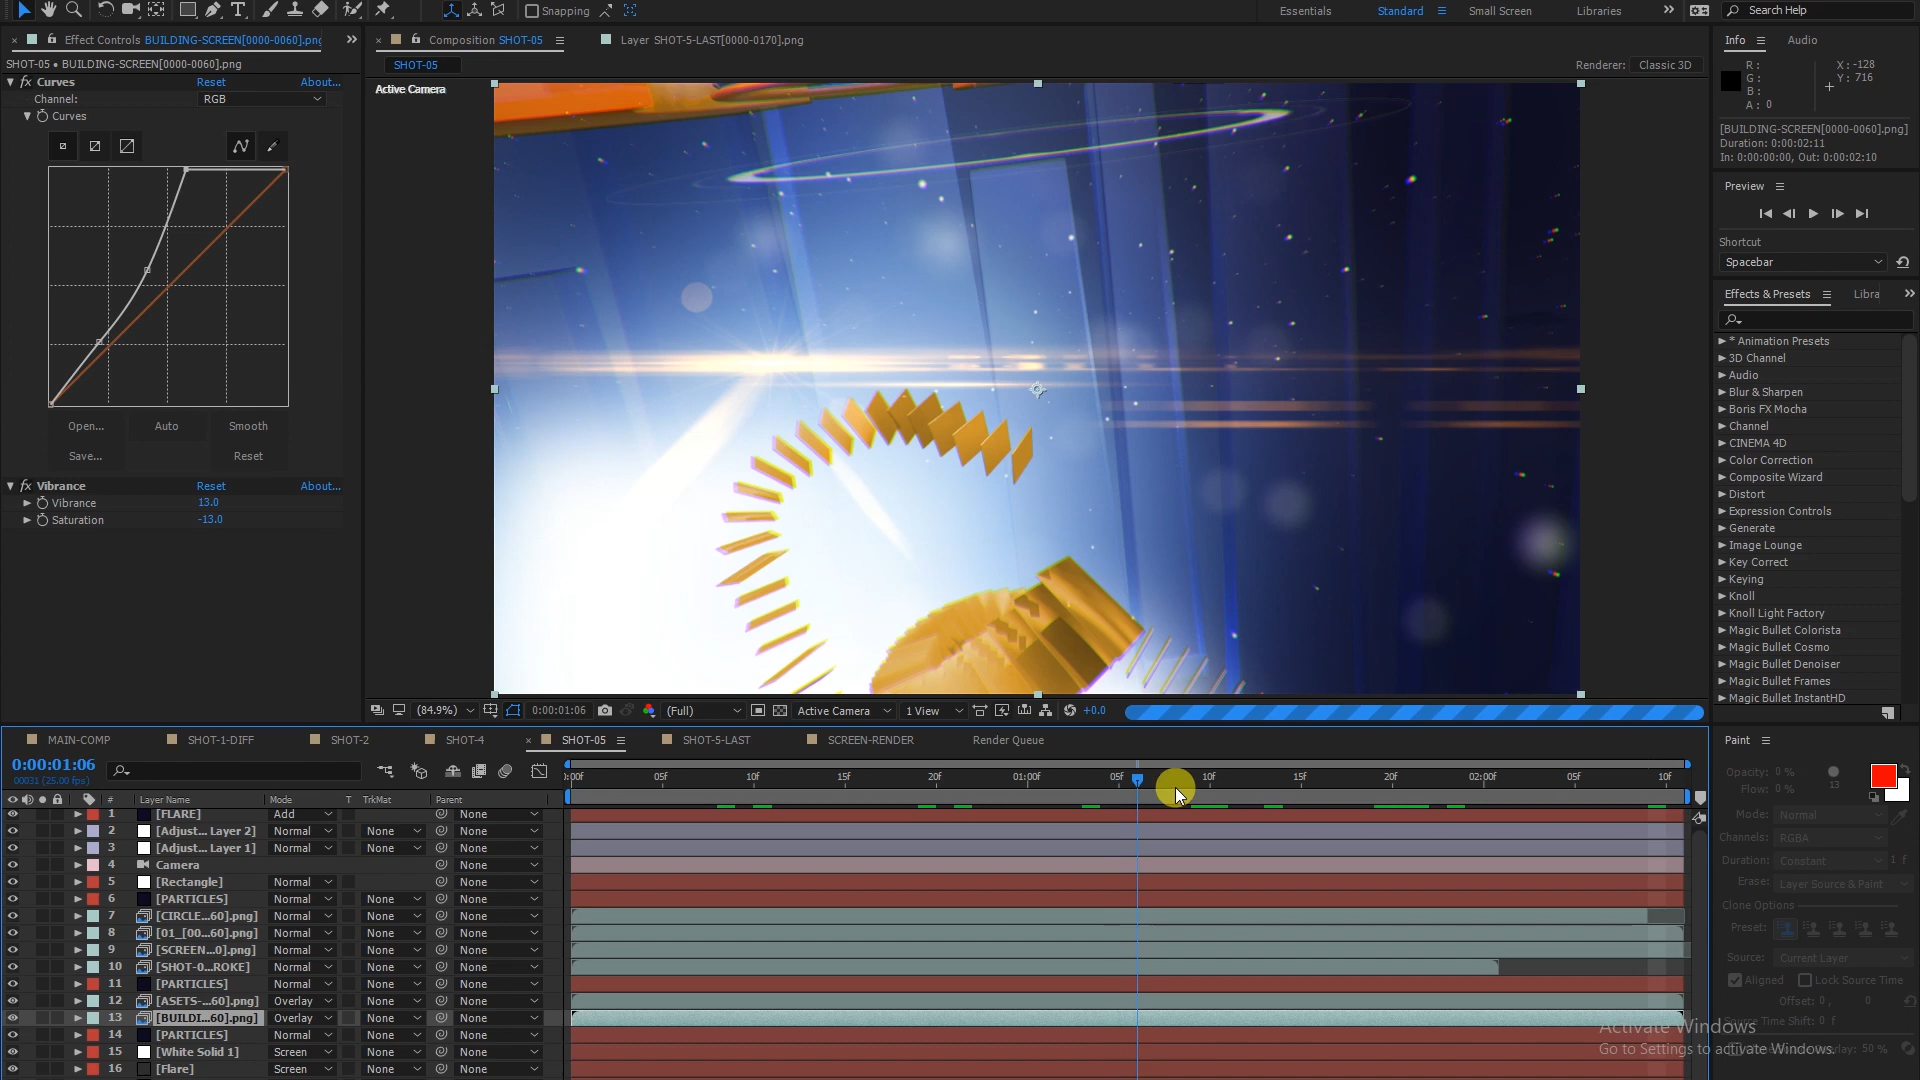 Snapping
Essentials
Standard
Small Screen
Libraries
Search Help
Effect Controls BUILDING-SCREEN[0000-0060].png
Composition SHOT-05
Layer SHOT-5-LAST[0000-0170].png
Info
Audio
SHOT-05 • BUILDING-SCREEN[0000-0060].png
SHOT-05
Renderer:
Classic 3D
R :
G :
B :
A : 0
X : -128
Y : 716
fx Curves
Reset
About...
Active Camera
Channel:
RGB
Curves
[BUILDING-SCREEN[0000-0060].png]
Duration: 0:00:02:11
In: 0:00:00:00, Out: 0:00:02:10
Preview
Shortcut
Spacebar
Effects & Presets
Libra
* Animation Presets
3D Channel
Audio
Blur & Sharpen
Boris FX Mocha
Channel
CINEMA 4D
Color Correction
Composite Wizard
Distort
Expression Controls
Generate
Image Lounge
Key Correct
Keying
Knoll
Knoll Light Factory
Magic Bullet Colorista
Magic Bullet Cosmo
Magic Bullet Denoiser
Magic Bullet Frames
Magic Bullet InstantHD
Open...
Auto
Smooth
Save...
Reset
fx Vibrance
Reset
About...
Vibrance
13.0
Saturation
-13.0
(84.9%)
0:00:01:06
(Full)
Active Camera
1 View
+0.0
MAIN-COMP
SHOT-1-DIFF
SHOT-2
SHOT-4
SHOT-05
SHOT-5-LAST
SCREEN-RENDER
Render Queue
0:00:01:06
00031 (25.00 fps)
:00f
05f
10f
15f
20f
01:00f
05f
10f
15f
20f
02:00f
05f
10f
# Layer Name Mode T TrkMat Parent
1 [FLARE] Add None
2 [Adjust... Layer 2] Normal None None
3 [Adjust... Layer 1] Normal None None
4 Camera None
5 [Rectangle] Normal None
6 [PARTICLES] Normal None None
7 [CIRCLE...60].png] Normal None None
8 [01_[00...60].png] Normal None None
9 [SCREEN...0].png] Normal None None
10 [SHOT-0...ROKE] Normal None None
11 [PARTICLES] Normal None None
12 [ASETS-...60].png] Overlay None None
13 [BUILDI...60].png] Overlay None None
14 [PARTICLES] Normal None None
15 [White Solid 1] Screen None None
16 [Flare] Screen None None
Paint
Opacity: 0 %
Flow: 0 %
13
Mode: Normal
Channels: RGBA
Duration: Constant 1 f
Erase: Layer Source & Paint
Clone Options
Preset:
Source: Current Layer
Aligned
Lock Source Time
Offset: 0 , 0
Source Time Shift: 0 f
50 %
Activate Windows
Go to Settings to activate Windows.